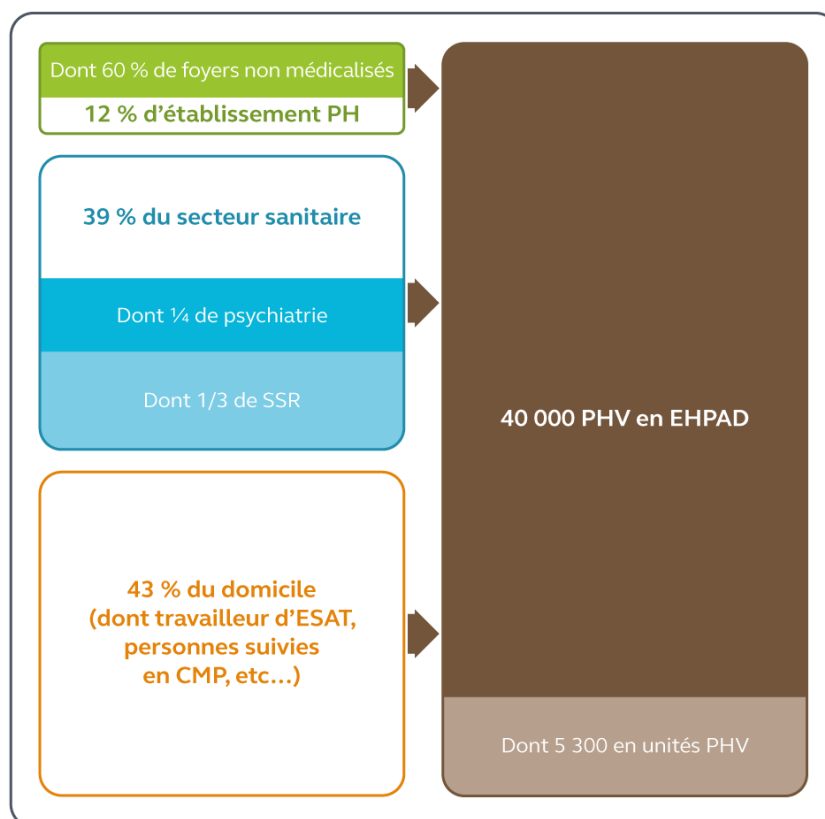 Dont 60 % de foyers non médicalisés
12 % d'établissement PH
39 % du secteur sanitaire
Dont ¼ de psychiatrie
Dont 1/3 de SSR
43 % du domicile
(dont travailleur d'ESAT,
personnes suivies
en CMP, etc...)
40 000 PHV en EHPAD
Dont 5 300 en unités PHV